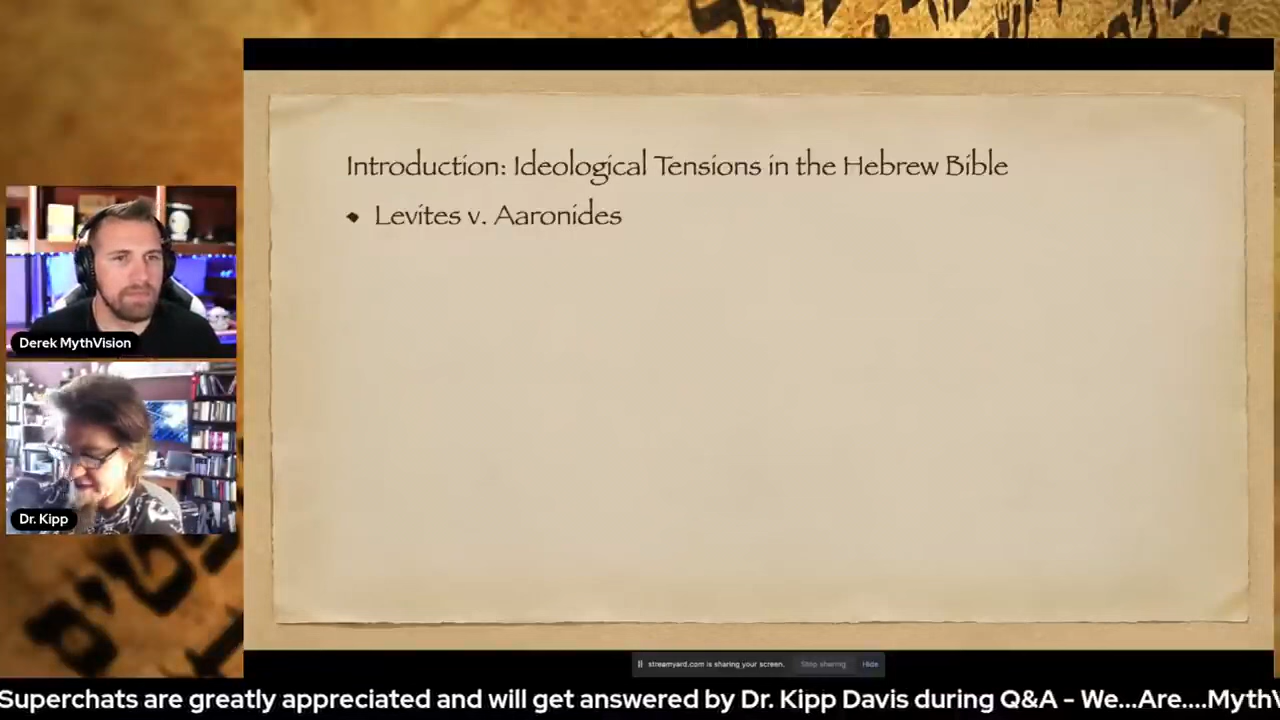 Introduction: Ideological Tensions in the Hebrew Bible
Levites v. Aaronides
Derek MythVision
Dr. Kipp
streamyard.com is sharing your screen. Stop sharing Hide
Superchats are greatly appreciated and will get answered by Dr. Kipp Davis during Q&A - We...Are....MythV